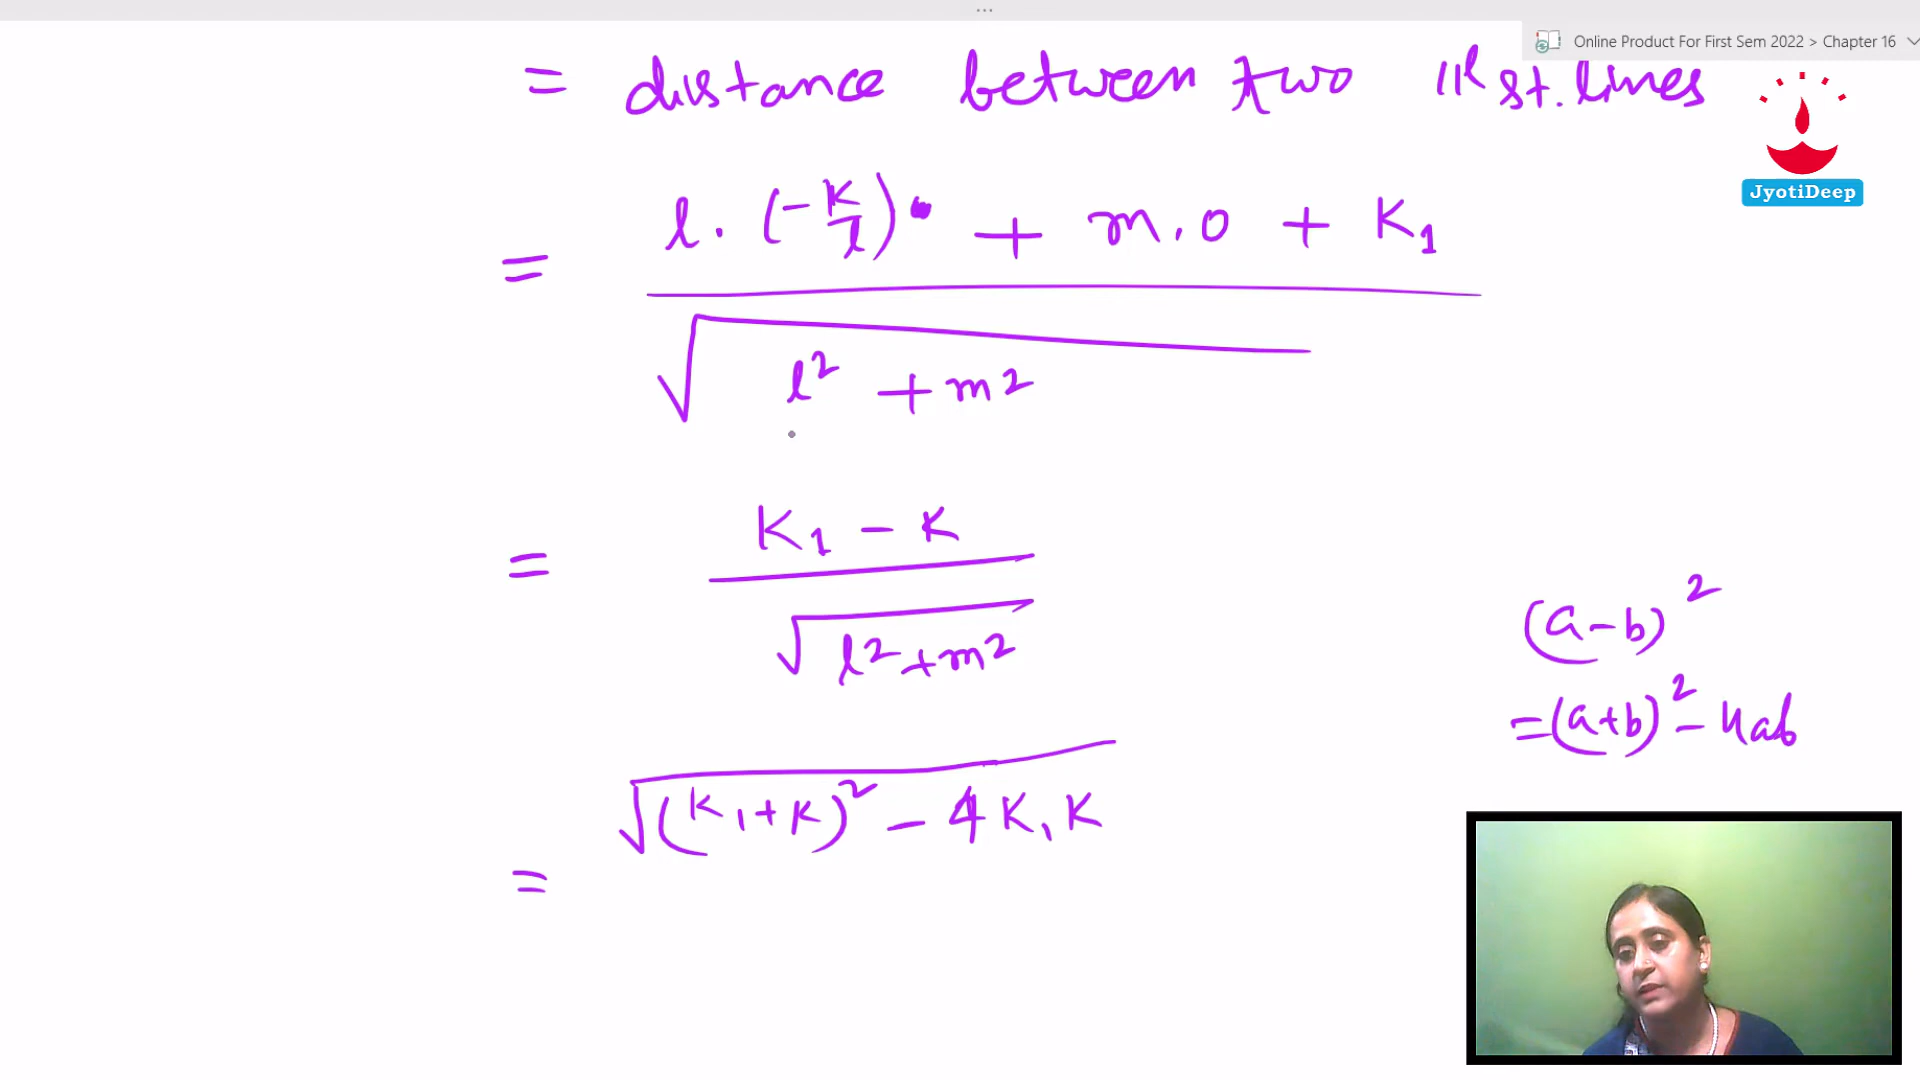 ...
Online Product For First Sem 2022 > Chapter 16
= distance between two ||el st. lines
JyotiDeep
= l . (-K/l) + m . 0 + K₁
√ l² + m²
= K₁ - K
√ l² + m²
(a-b)²
= (a+b)² - 4ab
= √ (K₁+K)² - 4K₁K